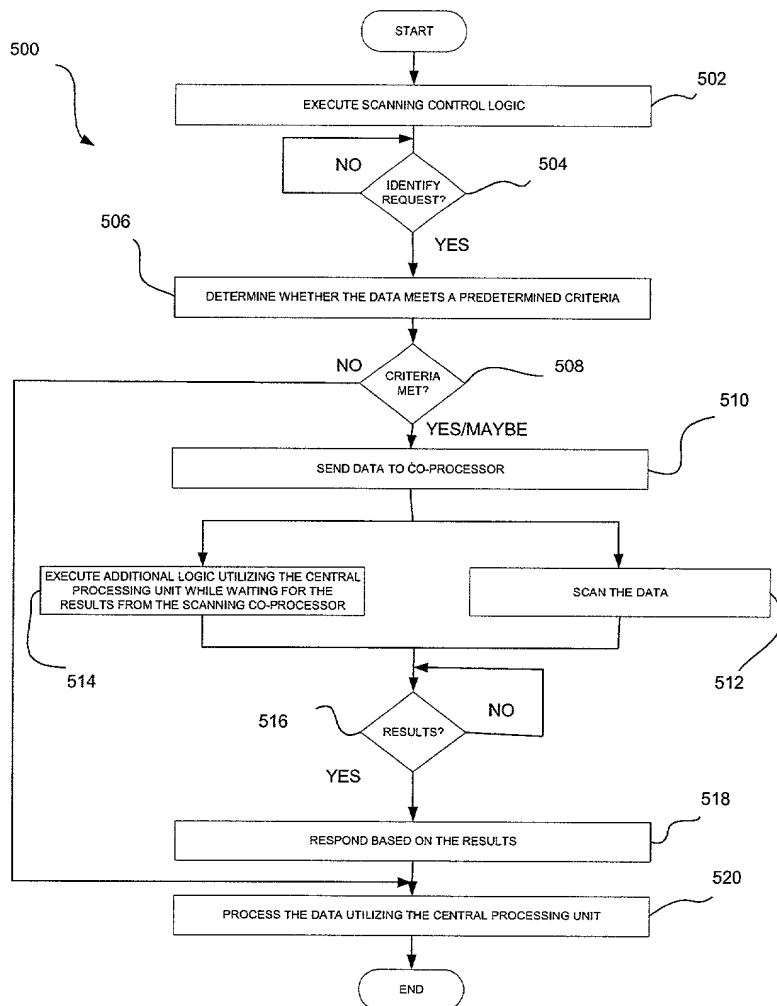 START
500
502
EXECUTE SCANNING CONTROL LOGIC
NO
504
IDENTIFY
REQUEST?
506
YES
DETERMINE WHETHER THE DATA MEETS A PREDETERMINED CRITERIA
NO
508
CRITERIA
MET?
510
YES/MAYBE
SEND DATA TO CO-PROCESSOR
EXECUTE ADDITIONAL LOGIC UTILIZING THE CENTRAL
PROCESSING UNIT WHILE WAITING FOR THE
RESULTS FROM THE SCANNING CO-PROCESSOR
SCAN THE DATA
514
512
516
NO
RESULTS?
YES
518
RESPOND BASED ON THE RESULTS
520
PROCESS THE DATA UTILIZING THE CENTRAL PROCESSING UNIT
END